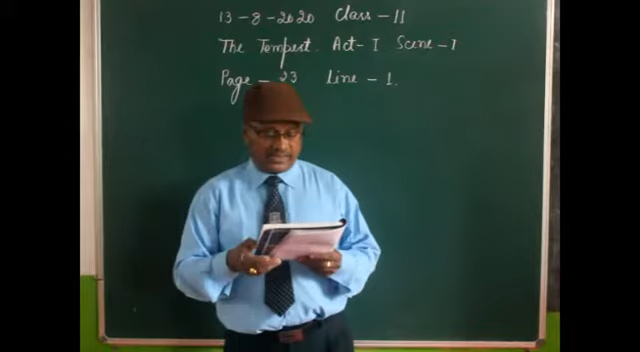 13-8-2020 Class-11
The Tempest. Act-I Scene-1
Page-23 Line-1.